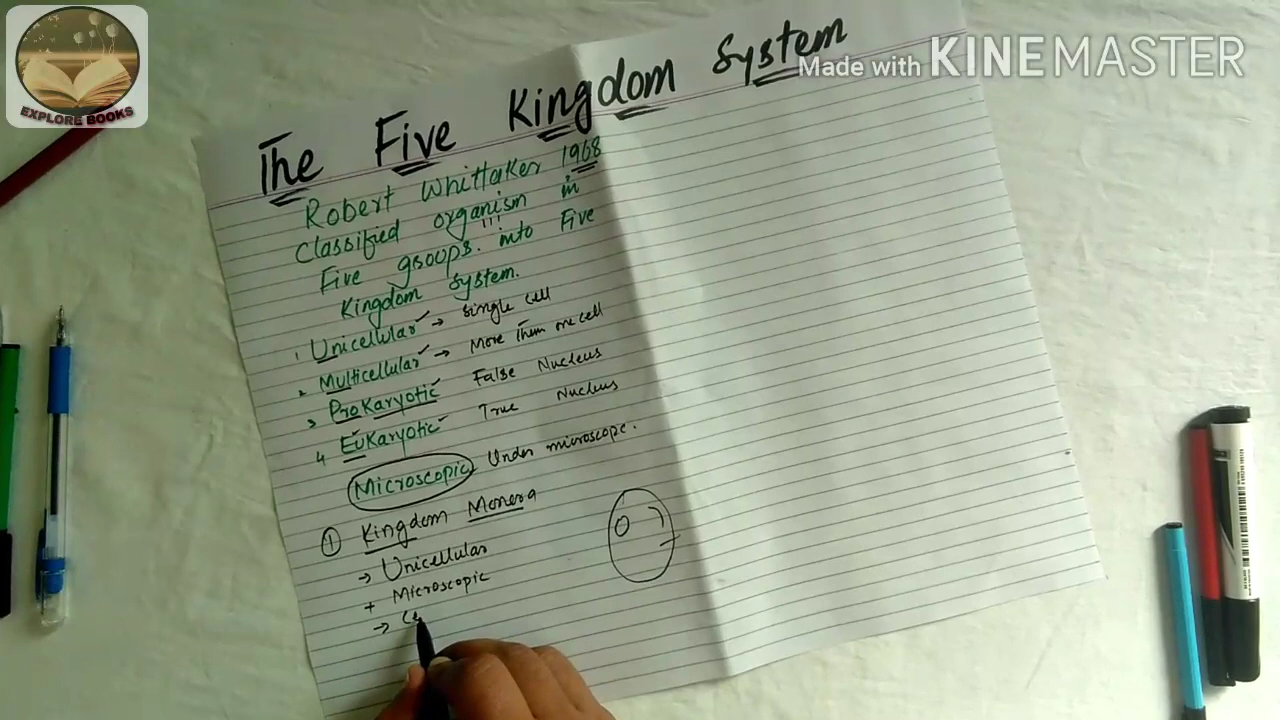 EXPLORE BOOKS
Made with KINEMASTER
The Five Kingdom System
Robert Whittaker 1968
Classified organism in
Five groups. into Five
Kingdom System.
1 Unicellular → Single cell
2 Multicellular → More Them one cell
3 ProKaryotic False Nucleus
4 EuKaryotic True Nucleus
Microscopic Under microscope.
① Kingdom Monera
→ Unicellular
+ Microscopic
→